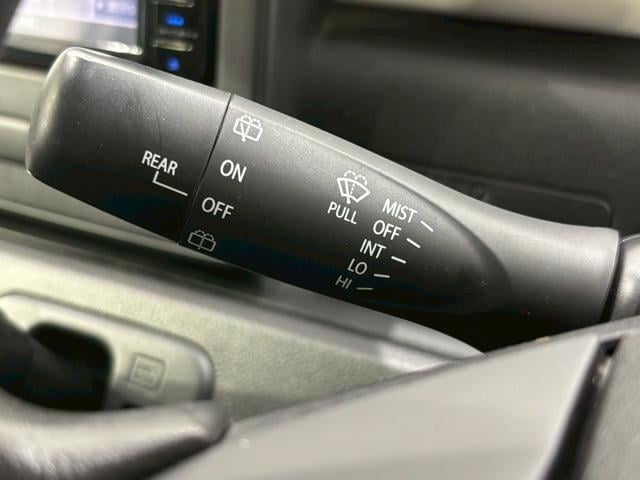 REAR
ON
OFF
PULL
MIST
OFF
INT
LO
HI